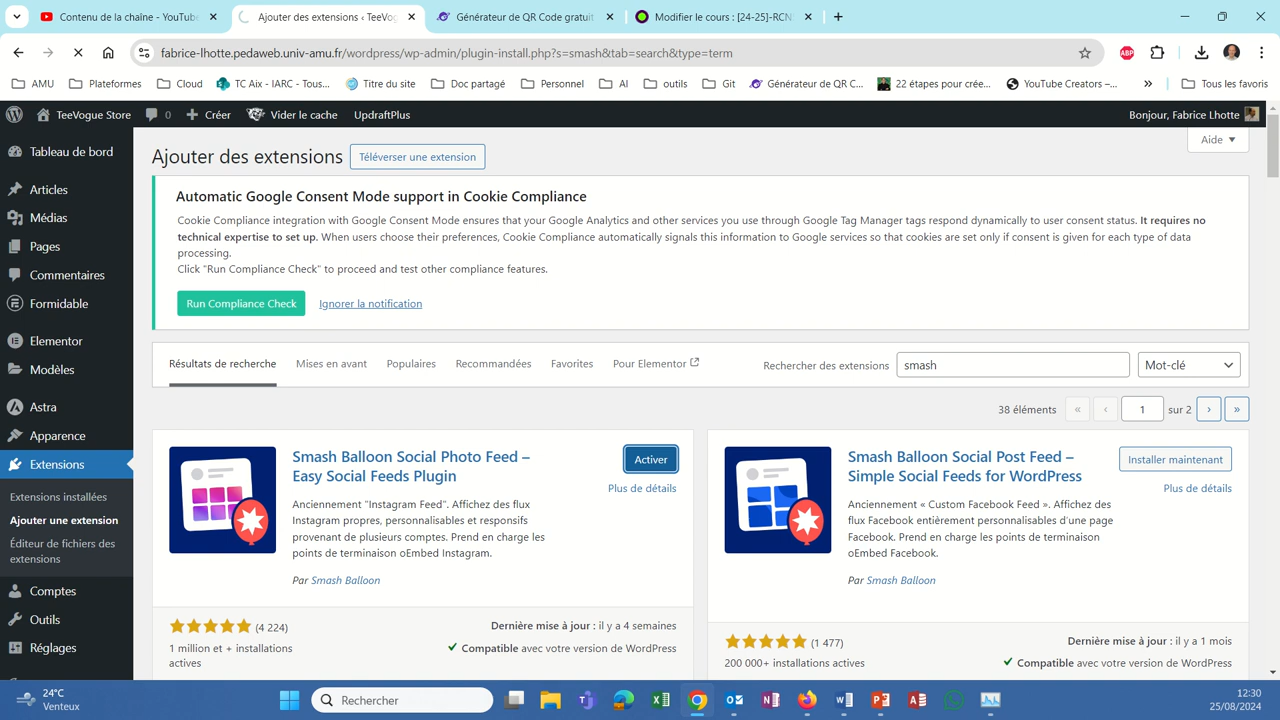 Contenu de la chaîne - YouTube
Ajouter des extensions ‹ TeeVog
Générateur de QR Code gratuit
Modifier le cours : [24-25]-RCN
fabrice-lhotte.pedaweb.univ-amu.fr/wordpress/wp-admin/plugin-install.php?s=smash&tab=search&type=term
ABP
AMU
Plateformes
Cloud
TC Aix - IARC - Tous...
Titre du site
Doc partagé
Personnel
AI
outils
Git
Générateur de QR C...
22 étapes pour crée...
YouTube Creators –...
»
Tous les favoris
TeeVogue Store
0
Créer
Vider le cache
UpdraftPlus
Bonjour, Fabrice Lhotte
Tableau de bord
Articles
Médias
Pages
Commentaires
Formidable
Elementor
Modèles
Astra
Apparence
Extensions
Extensions installées
Ajouter une extension
Éditeur de fichiers des
extensions
Comptes
Outils
Réglages
Ajouter des extensions
Téléverser une extension
Aide
Automatic Google Consent Mode support in Cookie Compliance
Cookie Compliance integration with Google Consent Mode ensures that your Google Analytics and other services you use through Google Tag Manager tags respond dynamically to user consent status. It requires no
technical expertise to set up. When users choose their preferences, Cookie Compliance automatically signals this information to Google services so that cookies are set only if consent is given for each type of data
processing.
Click "Run Compliance Check" to proceed and test other compliance features.
Run Compliance Check
Ignorer la notification
Résultats de recherche
Mises en avant
Populaires
Recommandées
Favorites
Pour Elementor
Rechercher des extensions
smash
Mot-clé
38 éléments
«
‹
1
sur 2
›
»
Smash Balloon Social Photo Feed –
Easy Social Feeds Plugin
Activer
Plus de détails
Anciennement "Instagram Feed". Affichez des flux
Instagram propres, personnalisables et responsifs
provenant de plusieurs comptes. Prend en charge les
points de terminaison oEmbed Instagram.
Par Smash Balloon
(4 224)
1 million et + installations
actives
Dernière mise à jour : il y a 4 semaines
Compatible avec votre version de WordPress
Smash Balloon Social Post Feed –
Simple Social Feeds for WordPress
Installer maintenant
Plus de détails
Anciennement « Custom Facebook Feed ». Affichez des
flux Facebook entièrement personnalisables d'une page
Facebook. Prend en charge les points de terminaison
oEmbed Facebook.
Par Smash Balloon
(1 477)
200 000+ installations actives
Dernière mise à jour : il y a 1 mois
Compatible avec votre version de WordPress
24°C
Venteux
Rechercher
12:30
25/08/2024